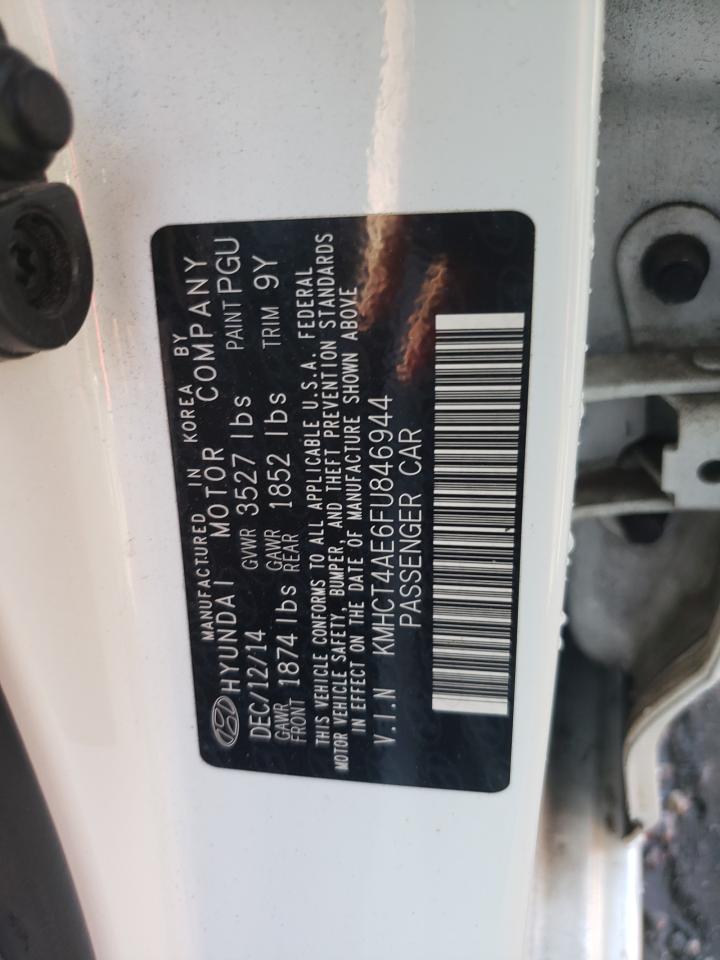 MANUFACTURED IN KOREA BY
HYUNDAI MOTOR COMPANY
DEC/12/14 GVWR 3527 lbs PAINT PGU
GAWR FRONT 1874 lbs GAWR REAR 1852 lbs TRIM 9Y
THIS VEHICLE CONFORMS TO ALL APPLICABLE U.S.A. FEDERAL
MOTOR VEHICLE SAFETY, BUMPER, AND THEFT PREVENTION STANDARDS
IN EFFECT ON THE DATE OF MANUFACTURE SHOWN ABOVE
V.I.N KMHCT4AE6FU846944
PASSENGER CAR